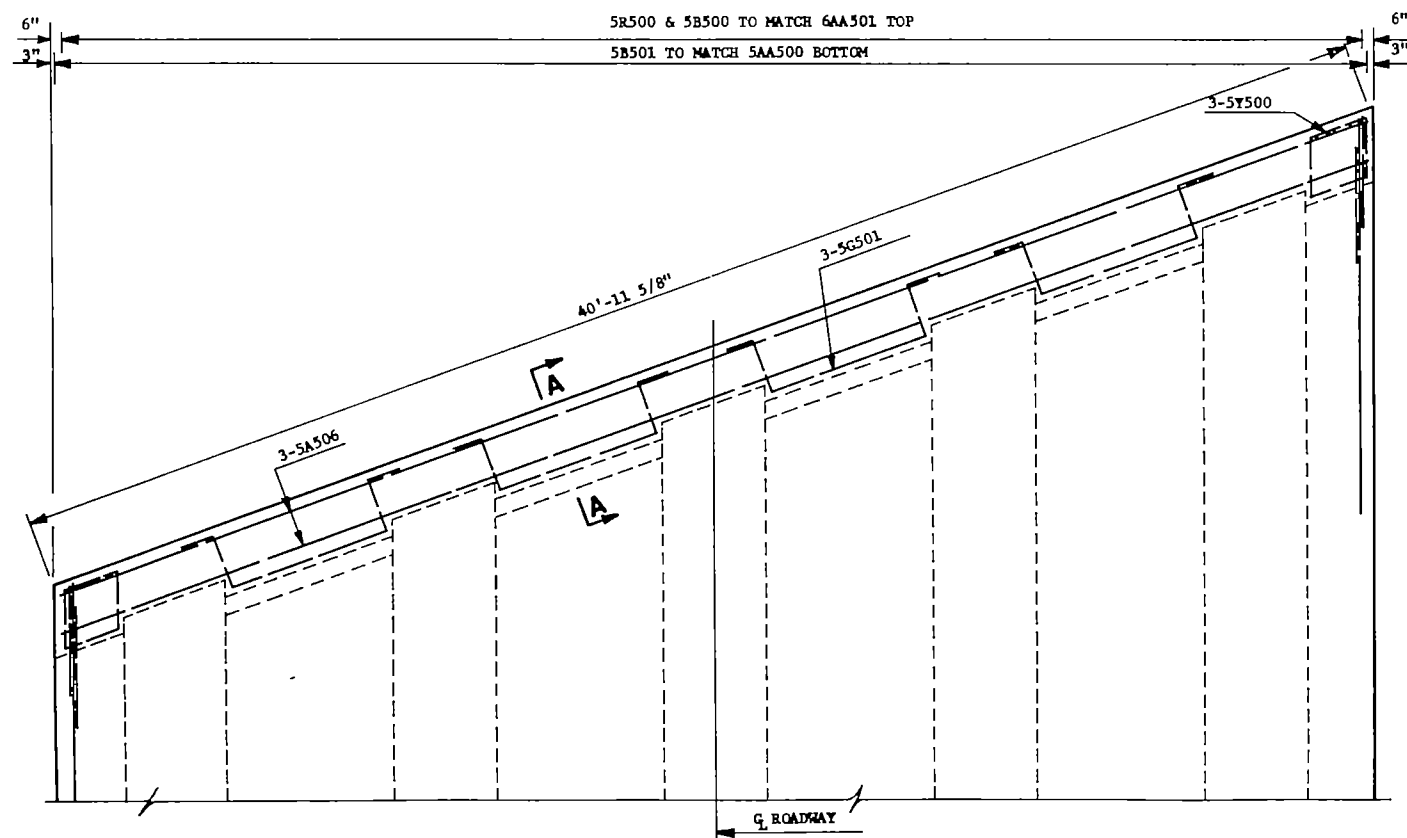 6" 5R500 & 5B500 TO MATCH 6AA501 TOP 6"
3" 5B501 TO MATCH 5AA500 BOTTOM 3"
3-5Y500
3-5G501
40'-11 5/8"
A
3-5A506
A
℄ ROADWAY